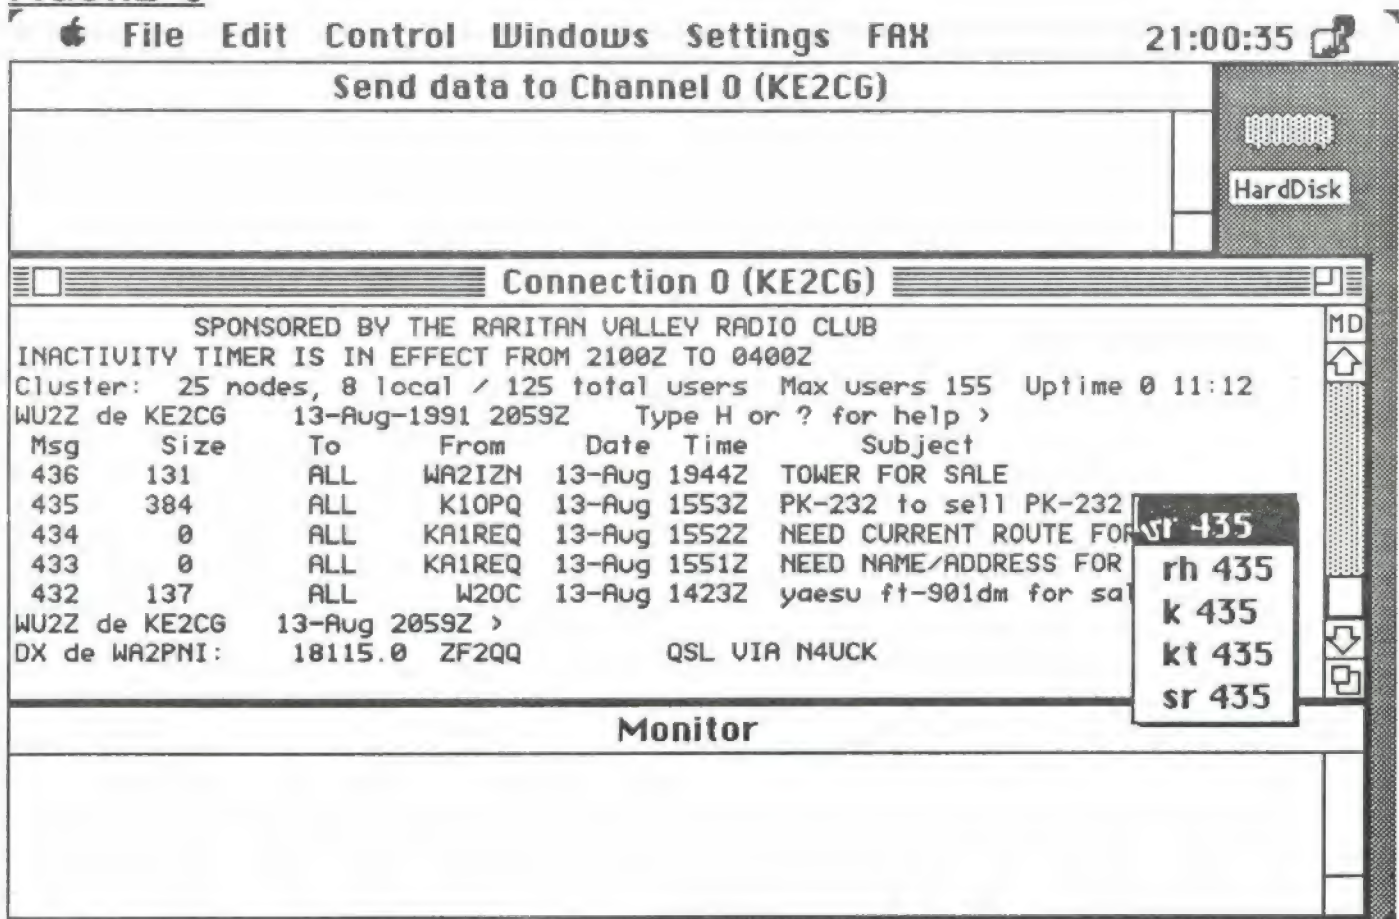 File Edit Control Windows Settings FAX 21:00:35
Send data to Channel 0 (KE2CG)
HardDisk
Connection 0 (KE2CG)
SPONSORED BY THE RARITAN VALLEY RADIO CLUB
MD
INACTIVITY TIMER IS IN EFFECT FROM 2100Z TO 0400Z
Cluster: 25 nodes, 8 local / 125 total users Max users 155 Uptime 0 11:12
WU2Z de KE2CG 13-Aug-1991 2059Z Type H or ? for help >
Msg Size To From Date Time Subject
436 131 ALL WA2IZN 13-Aug 1944Z TOWER FOR SALE
435 384 ALL K1OPQ 13-Aug 1553Z PK-232 to sell PK-232
434 0 ALL KA1REQ 13-Aug 1552Z NEED CURRENT ROUTE FOR
433 0 ALL KA1REQ 13-Aug 1551Z NEED NAME/ADDRESS FOR
432 137 ALL W2OC 13-Aug 1423Z yaesu ft-901dm for sal
WU2Z de KE2CG 13-Aug 2059Z >
DX de WA2PNI: 18115.0 ZF2QQ QSL VIA N4UCK
435
rh 435
k 435
kt 435
sr 435
Monitor